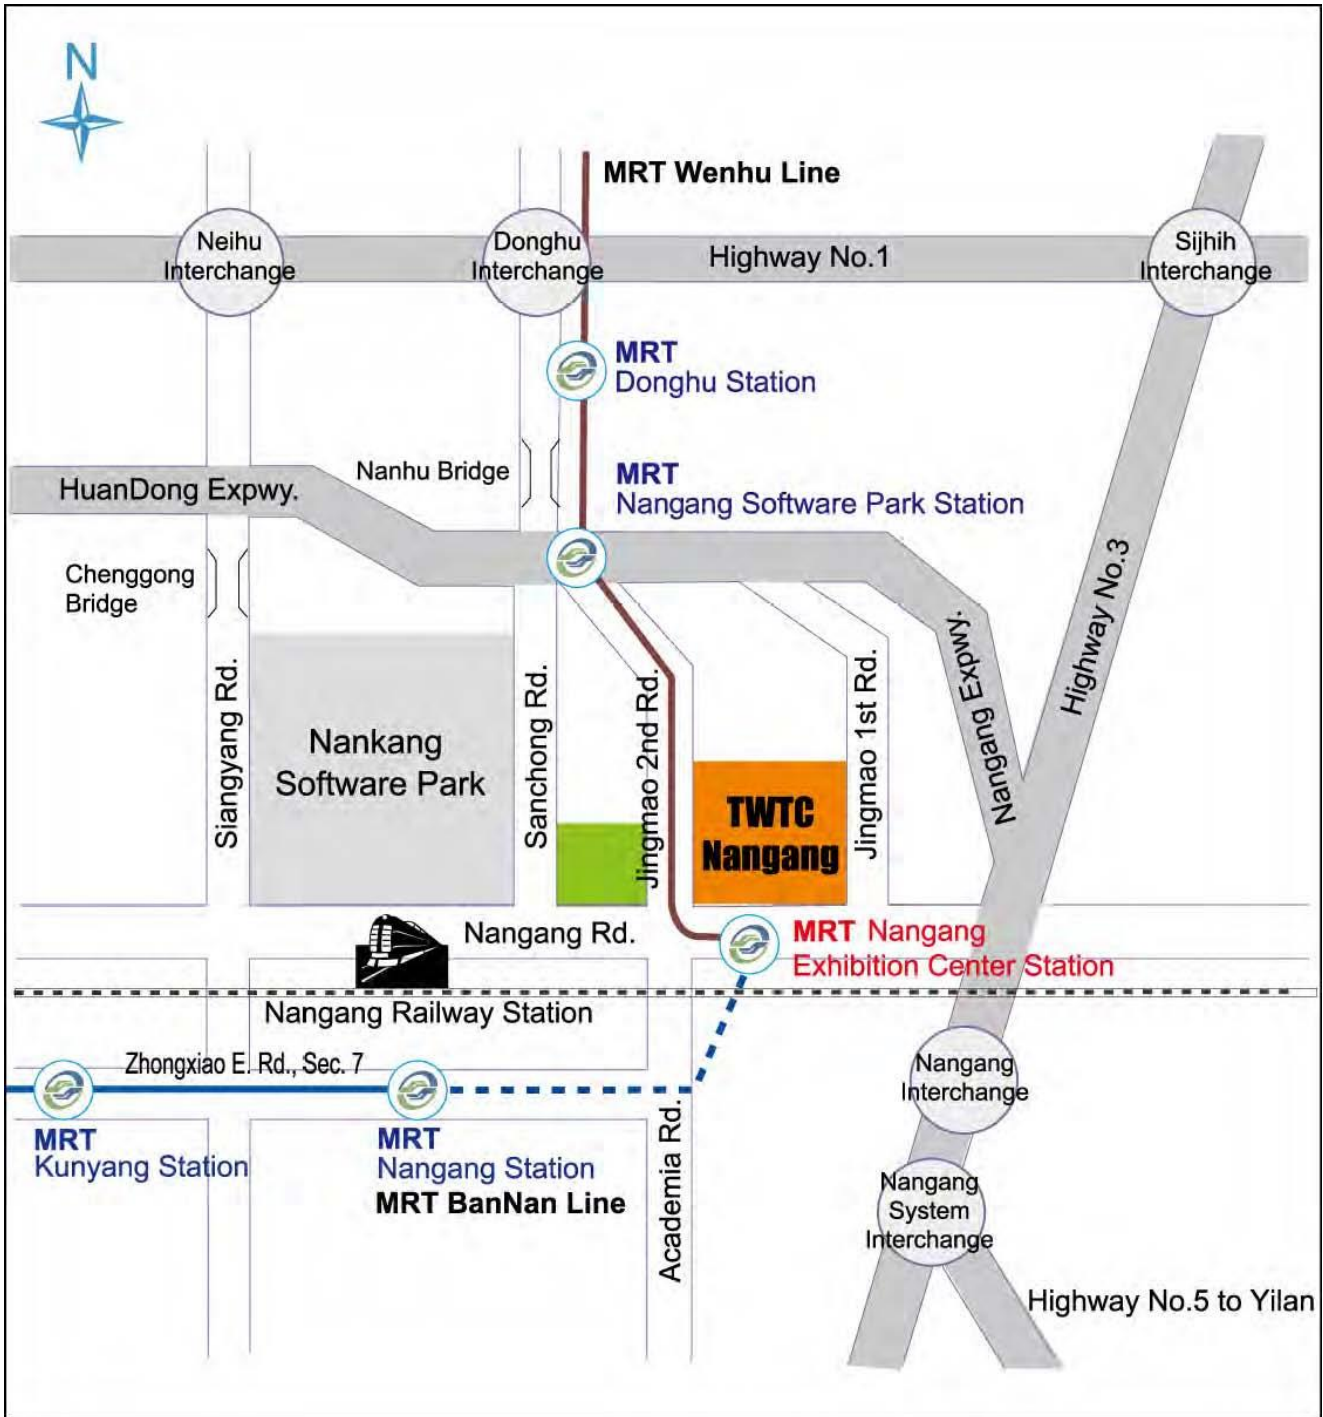 N
MRT Wenhu Line
Neihu
Interchange
Donghu
Interchange
Highway No.1
Sijhih
Interchange
MRT
Donghu Station
Nanhu Bridge
MRT
Nangang Software Park Station
HuanDong Expwy.
Chenggong
Bridge
Highway No.3
Nangang Expwy.
Siangyang Rd.
Nankang
Software Park
Sanchong Rd.
Jingmao 2nd Rd.
TWTC
Nangang
Jingmao 1st Rd.
Nangang Rd.
MRT Nangang
Exhibition Center Station
Nangang Railway Station
Zhongxiao E. Rd., Sec. 7
Nangang
Interchange
MRT
Kunyang Station
MRT
Nangang Station
MRT BanNan Line
Academia Rd.
Nangang
System
Interchange
Highway No.5 to Yilan